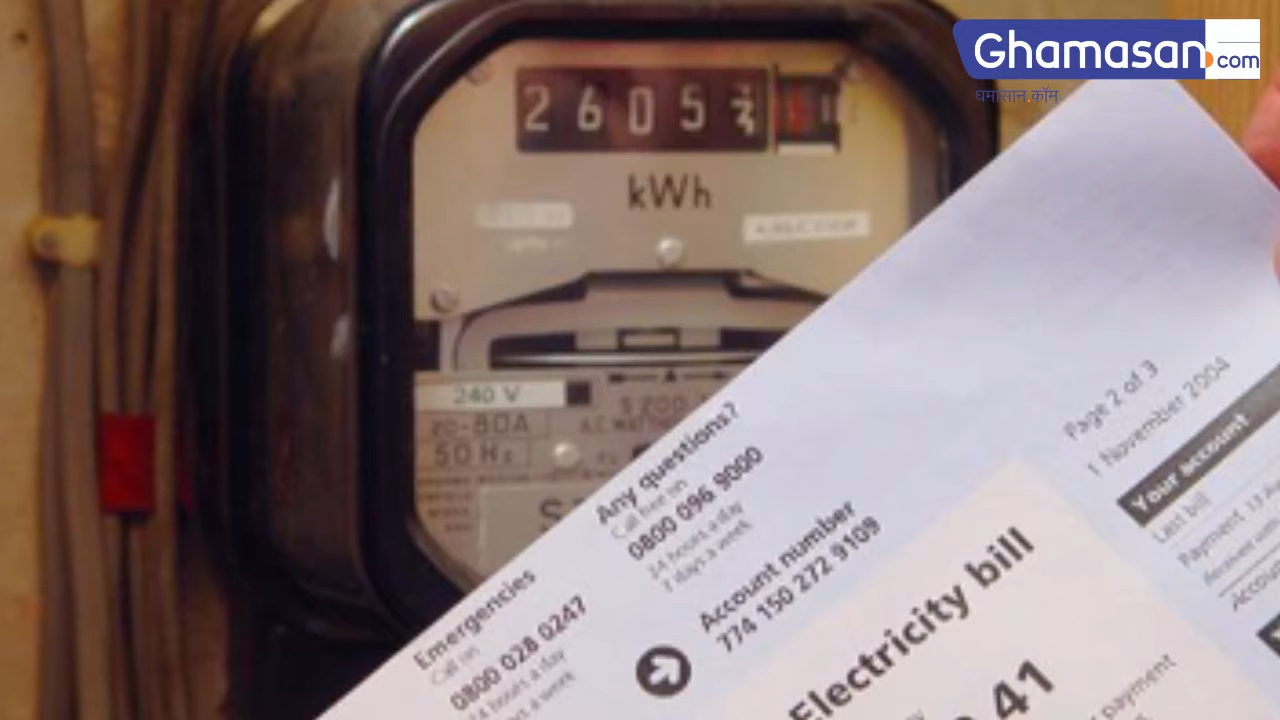 Ghamasan.com
घमासान.कॉम
2605
kWh
240 V
20-80A
50 Hz
Page 2 of 3
1 November 2004
Your account
Last bill
Any questions?
Call free on
0800 096 9000
24 hours a day
7 days a week
Account number
774 150 272 9109
Emergencies
Call on
0800 028 0247
24 hours a day
days a week
Electricity bill
41
payment